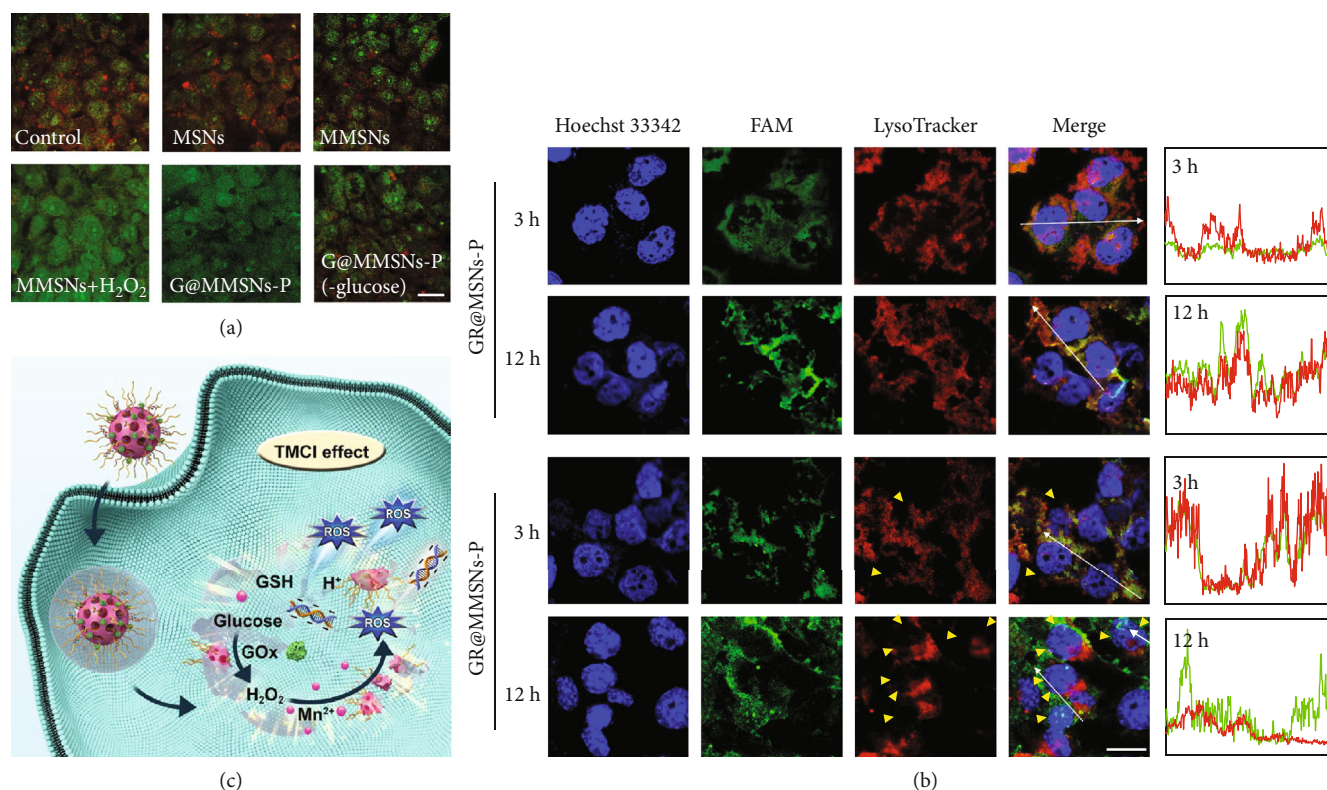 Control
MSNs
MMSNs
MMSNs+H₂O₂
G@MMSNs-P
G@MMSNs-P
(-glucose)
(a)
TMCI effect
ROS
ROS
GSH
H⁺
Glucose
ROS
GOx
H₂O₂
Mn²⁺
(c)
Hoechst 33342
FAM
LysoTracker
Merge
GR@MSNs-P
3 h
3 h
12 h
12 h
GR@MMSNs-P
3 h
3 h
12 h
12 h
(b)